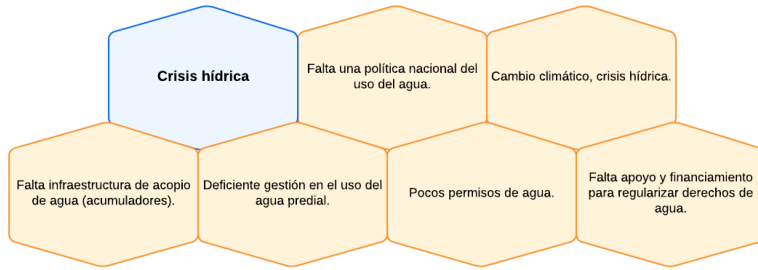 Crisis hídrica
Falta una política nacional del
uso del agua.
Cambio climático, crisis hídrica.
Falta infraestructura de acopio
de agua (acumuladores).
Deficiente gestión en el uso del
agua predial.
Pocos permisos de agua.
Falta apoyo y financiamiento
para regularizar derechos de
agua.